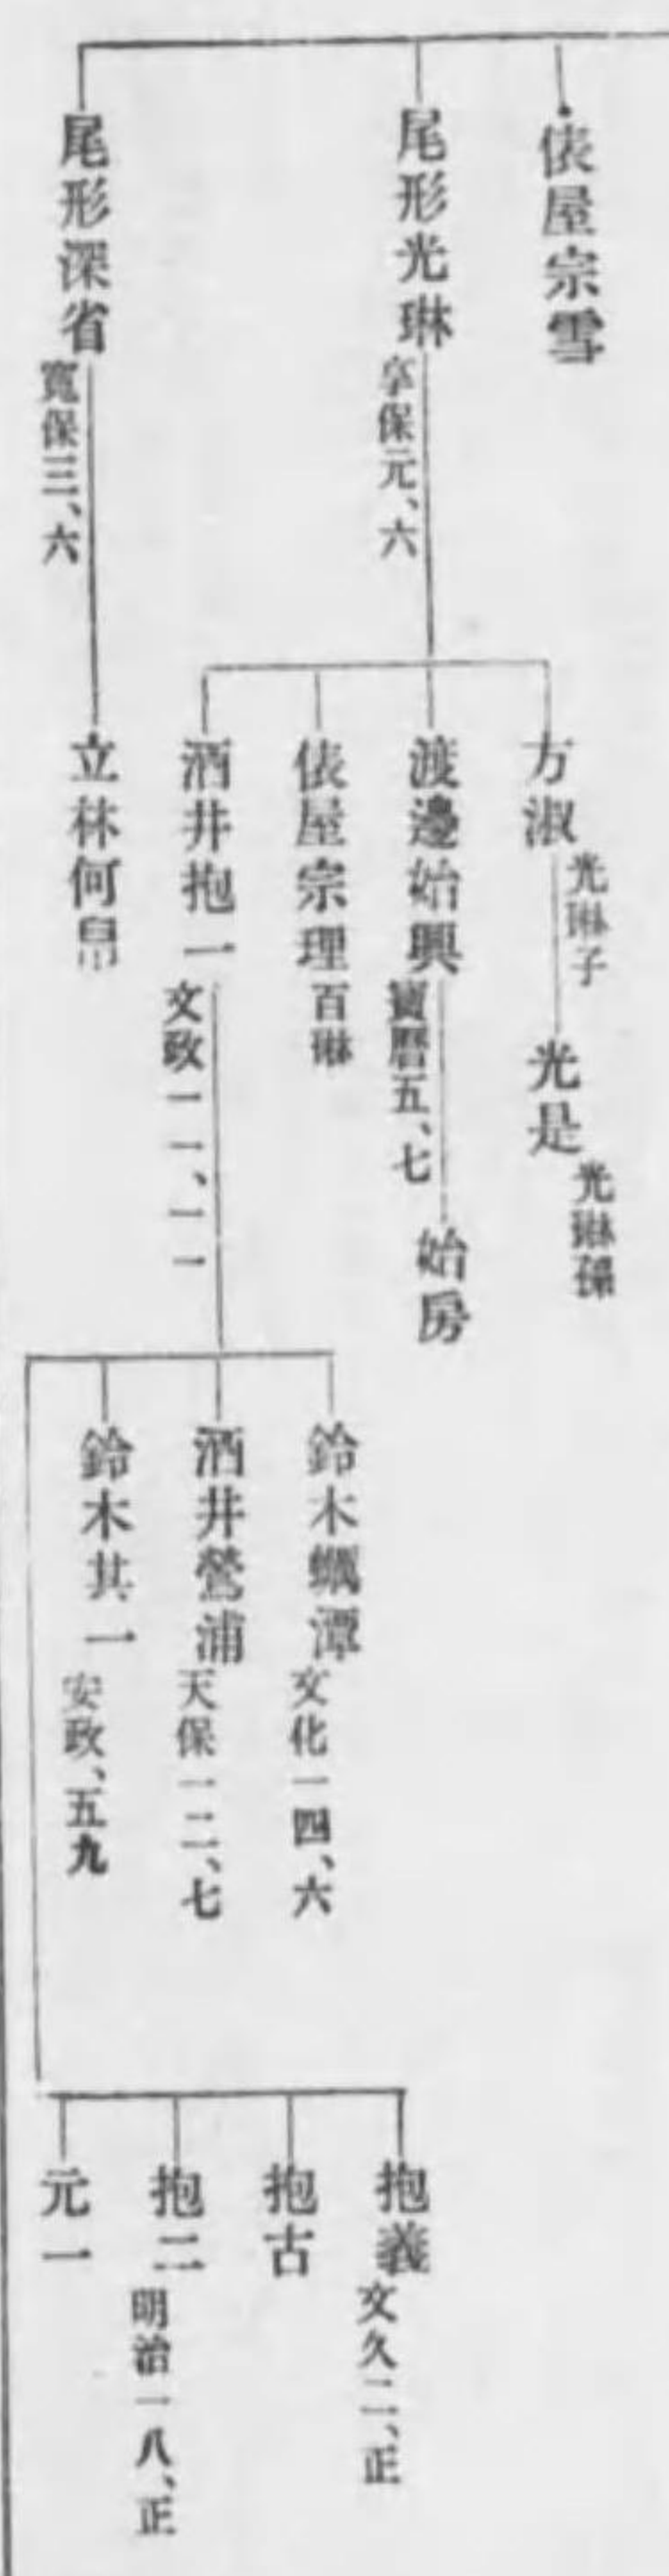 俵屋宗雪
尾形光琳
享保元、六
尾形深省
寛保三、六
方淑
光琳子
光是
光琳孫
渡邊始興
寶暦五、七
始房
俵屋宗理
百琳
酒井抱一
文政一一、一一
立林何帛
鈴木蠣潭
文化一四、六
酒井鶯浦
天保一二、七
鈴木其一
安政、五九
抱義
文久二、正
抱古
抱二
明治一八、正
元一